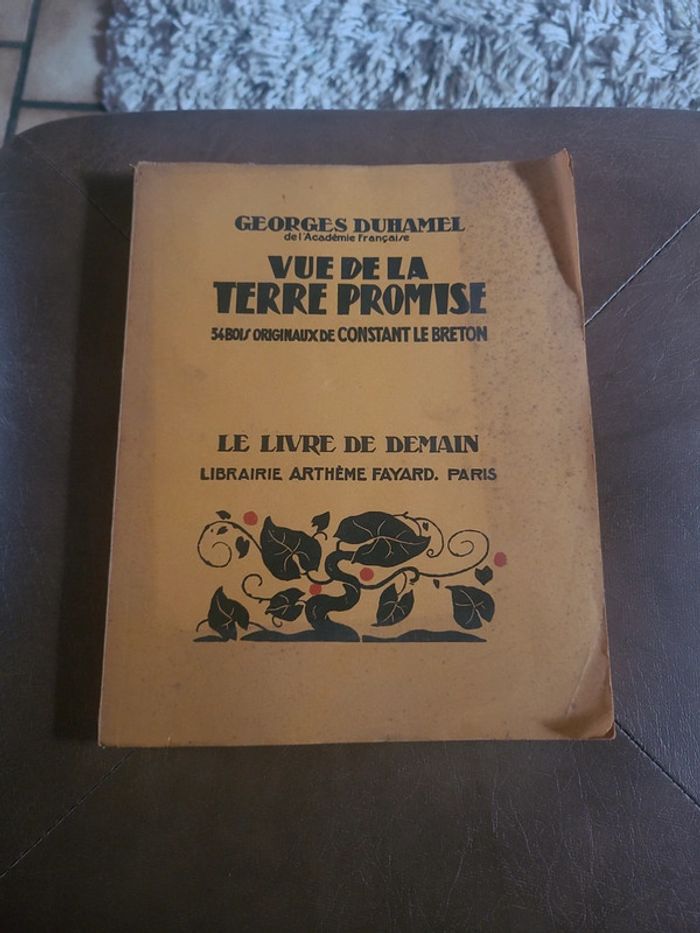 GEORGES DUHAMEL
de l'Académie Française
VUE DE LA
TERRE PROMISE
34 BOIS ORIGINAUX DE CONSTANT LE BRETON
LE LIVRE DE DEMAIN
LIBRAIRIE ARTHÈME FAYARD. PARIS